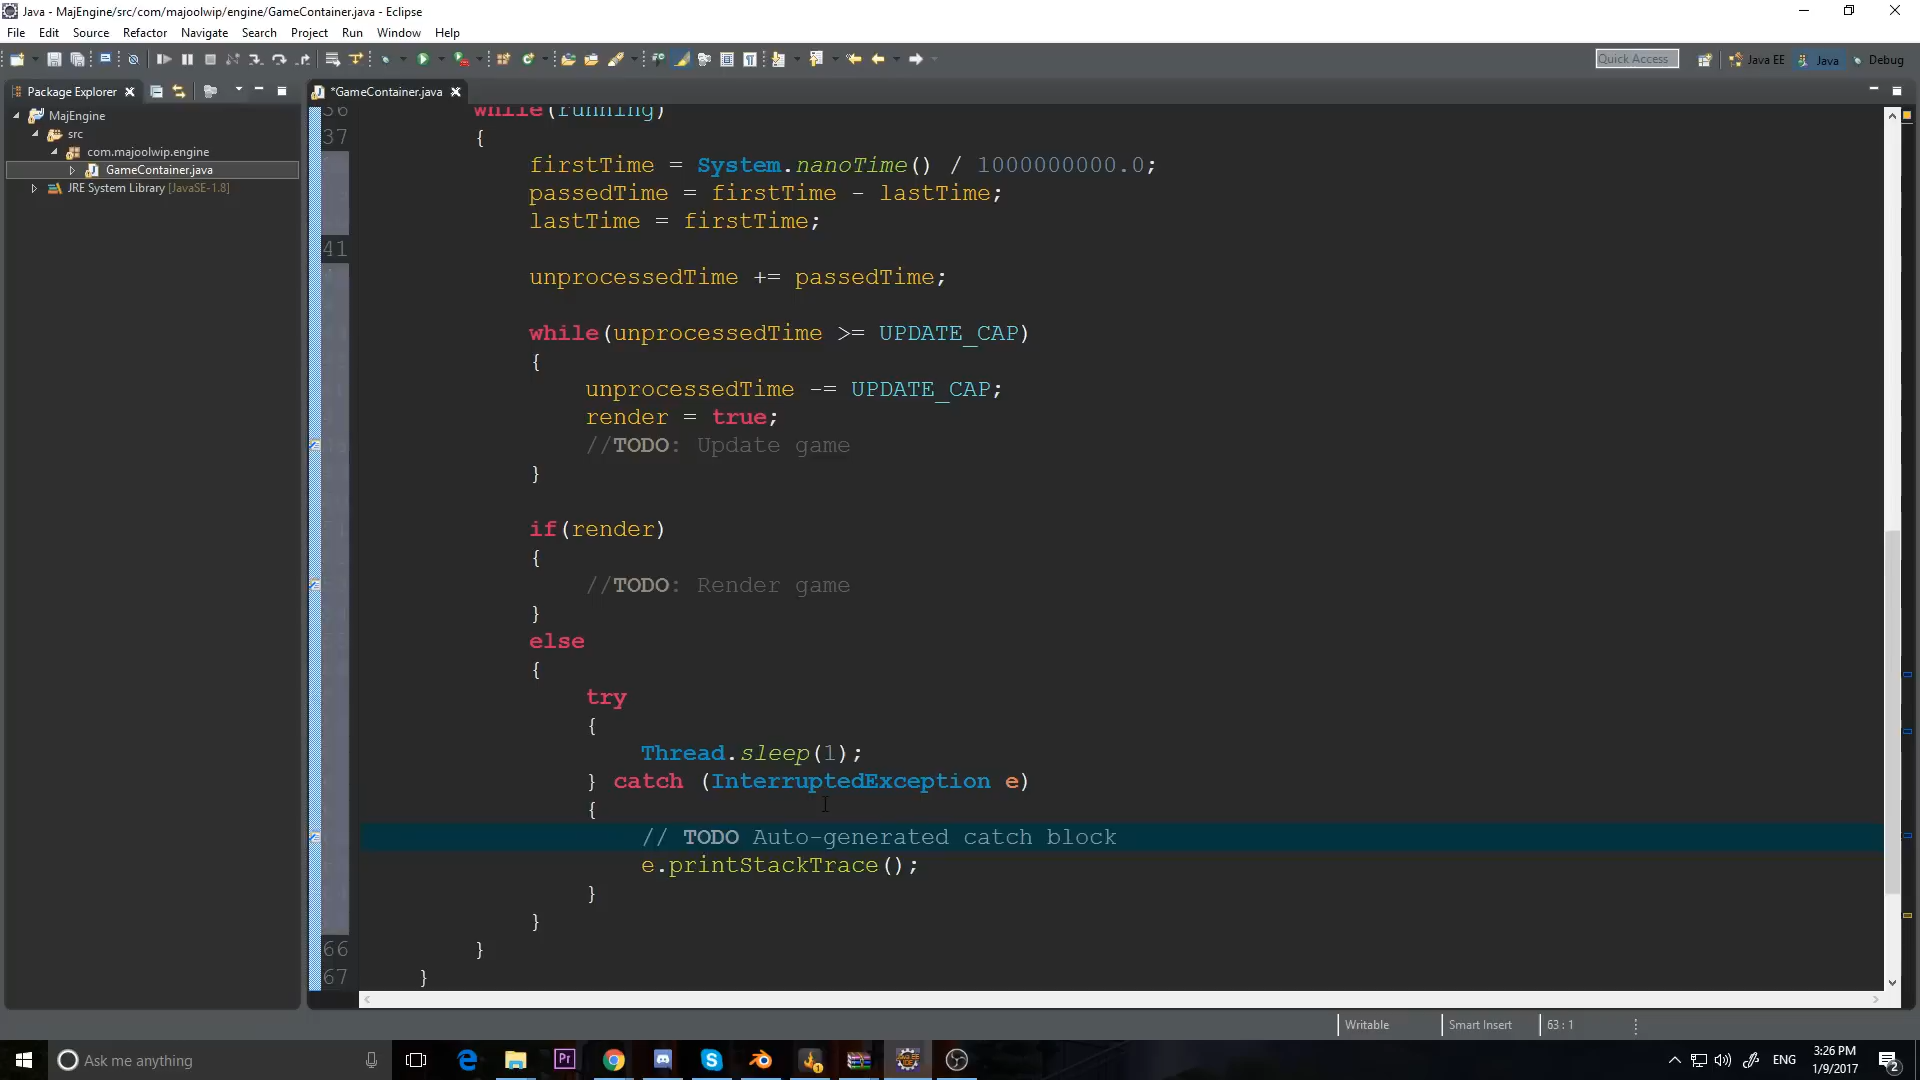 Java - MajEngine/src/com/majoolwip/engine/GameContainer.java - Eclipse
File Edit Source Refactor Navigate Search Project Run Window Help
Quick Access Java EE Java Debug
Package Explorer
MajEngine
src
com.majoolwip.engine
GameContainer.java
JRE System Library [JavaSE-1.8]
*GameContainer.java
36 while(running)
37 {
firstTime = System.nanoTime() / 1000000000.0;
passedTime = firstTime - lastTime;
lastTime = firstTime;
41
unprocessedTime += passedTime;
while(unprocessedTime >= UPDATE_CAP)
{
unprocessedTime -= UPDATE_CAP;
render = true;
//TODO: Update game
}
if(render)
{
//TODO: Render game
}
else
{
try
{
Thread.sleep(1);
} catch (InterruptedException e)
{
// TODO Auto-generated catch block
e.printStackTrace();
}
}
66 }
67 }
Writable Smart Insert 63 : 1
Ask me anything
ENG
3:26 PM
1/9/2017
2